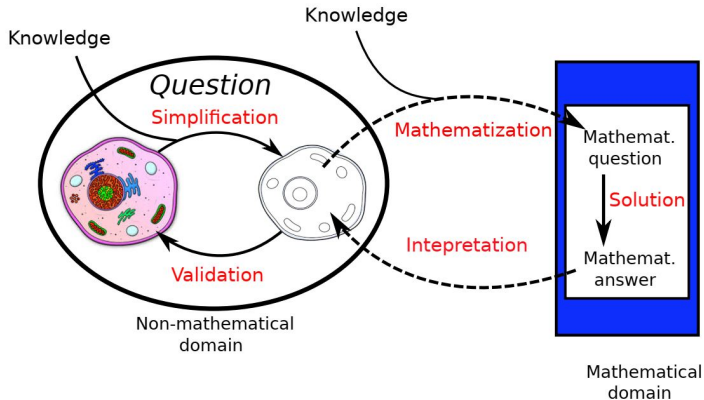 Knowledge
Knowledge
Question
Simplification
Mathematization
Mathemat.
question
Solution
Intepretation
Mathemat.
answer
Validation
Non-mathematical
domain
Mathematical
domain